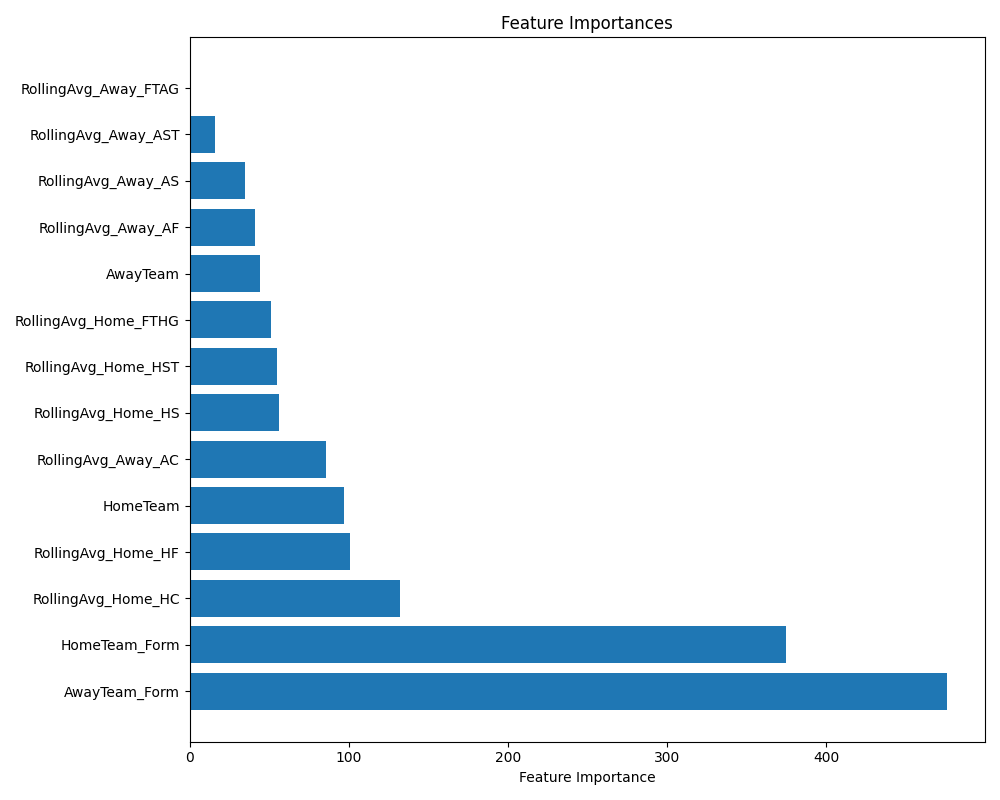 Feature Importances
RollingAvg_Away_FTAG
RollingAvg_Away_AST
RollingAvg_Away_AS
RollingAvg_Away_AF
AwayTeam
RollingAvg_Home_FTHG
RollingAvg_Home_HST
RollingAvg_Home_HS
RollingAvg_Away_AC
HomeTeam
RollingAvg_Home_HF
RollingAvg_Home_HC
HomeTeam_Form
AwayTeam_Form
0 100 200 300 400
Feature Importance